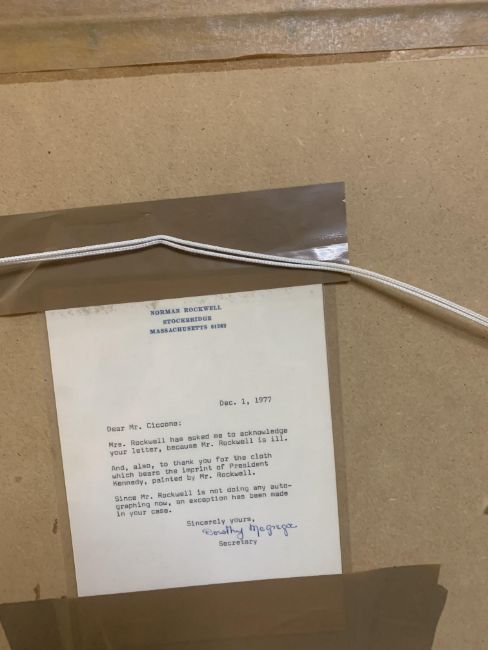 NORMAN ROCKWELL
STOCKBRIDGE
MASSACHUSETTS 01262
Dec. 1, 1977
Dear Mr. Ciccone:
Mrs. Rockwell has asked me to acknowledge
your letter, because Mr. Rockwell is ill.
And, also, to thank you for the cloth
which bears the imprint of President
Kennedy, painted by Mr. Rockwell.
Since Mr. Rockwell is not doing any auto-
graphing now, an exception has been made
in your case.
Sincerely yours,
Dorothy McGregor
Secretary